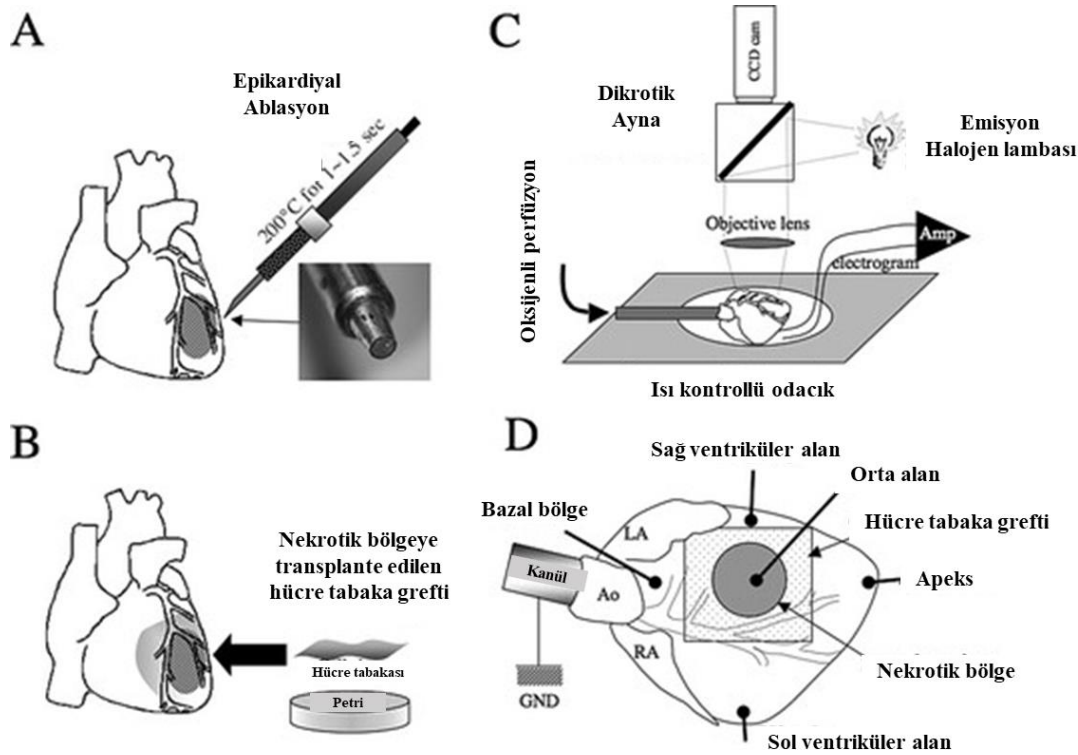 A
Epikardiyal
Ablasyon
200°C for 1~1.5 sec
B
Nekrotik bölgeye
transplante edilen
hücre tabaka grefti
Hücre tabakası
Petri
C
CCD cam
Dikrotik
Ayna
Emisyon
Halojen lambası
Oksijenli perfüzyon
Objective lens
Amp
electrogram
Isı kontrollü odacık
D
Sağ ventriküler alan
Orta alan
Bazal bölge
Hücre tabaka grefti
LA
Kanül
Ao
Apeks
RA
Nekrotik bölge
GND
Sol ventriküler alan